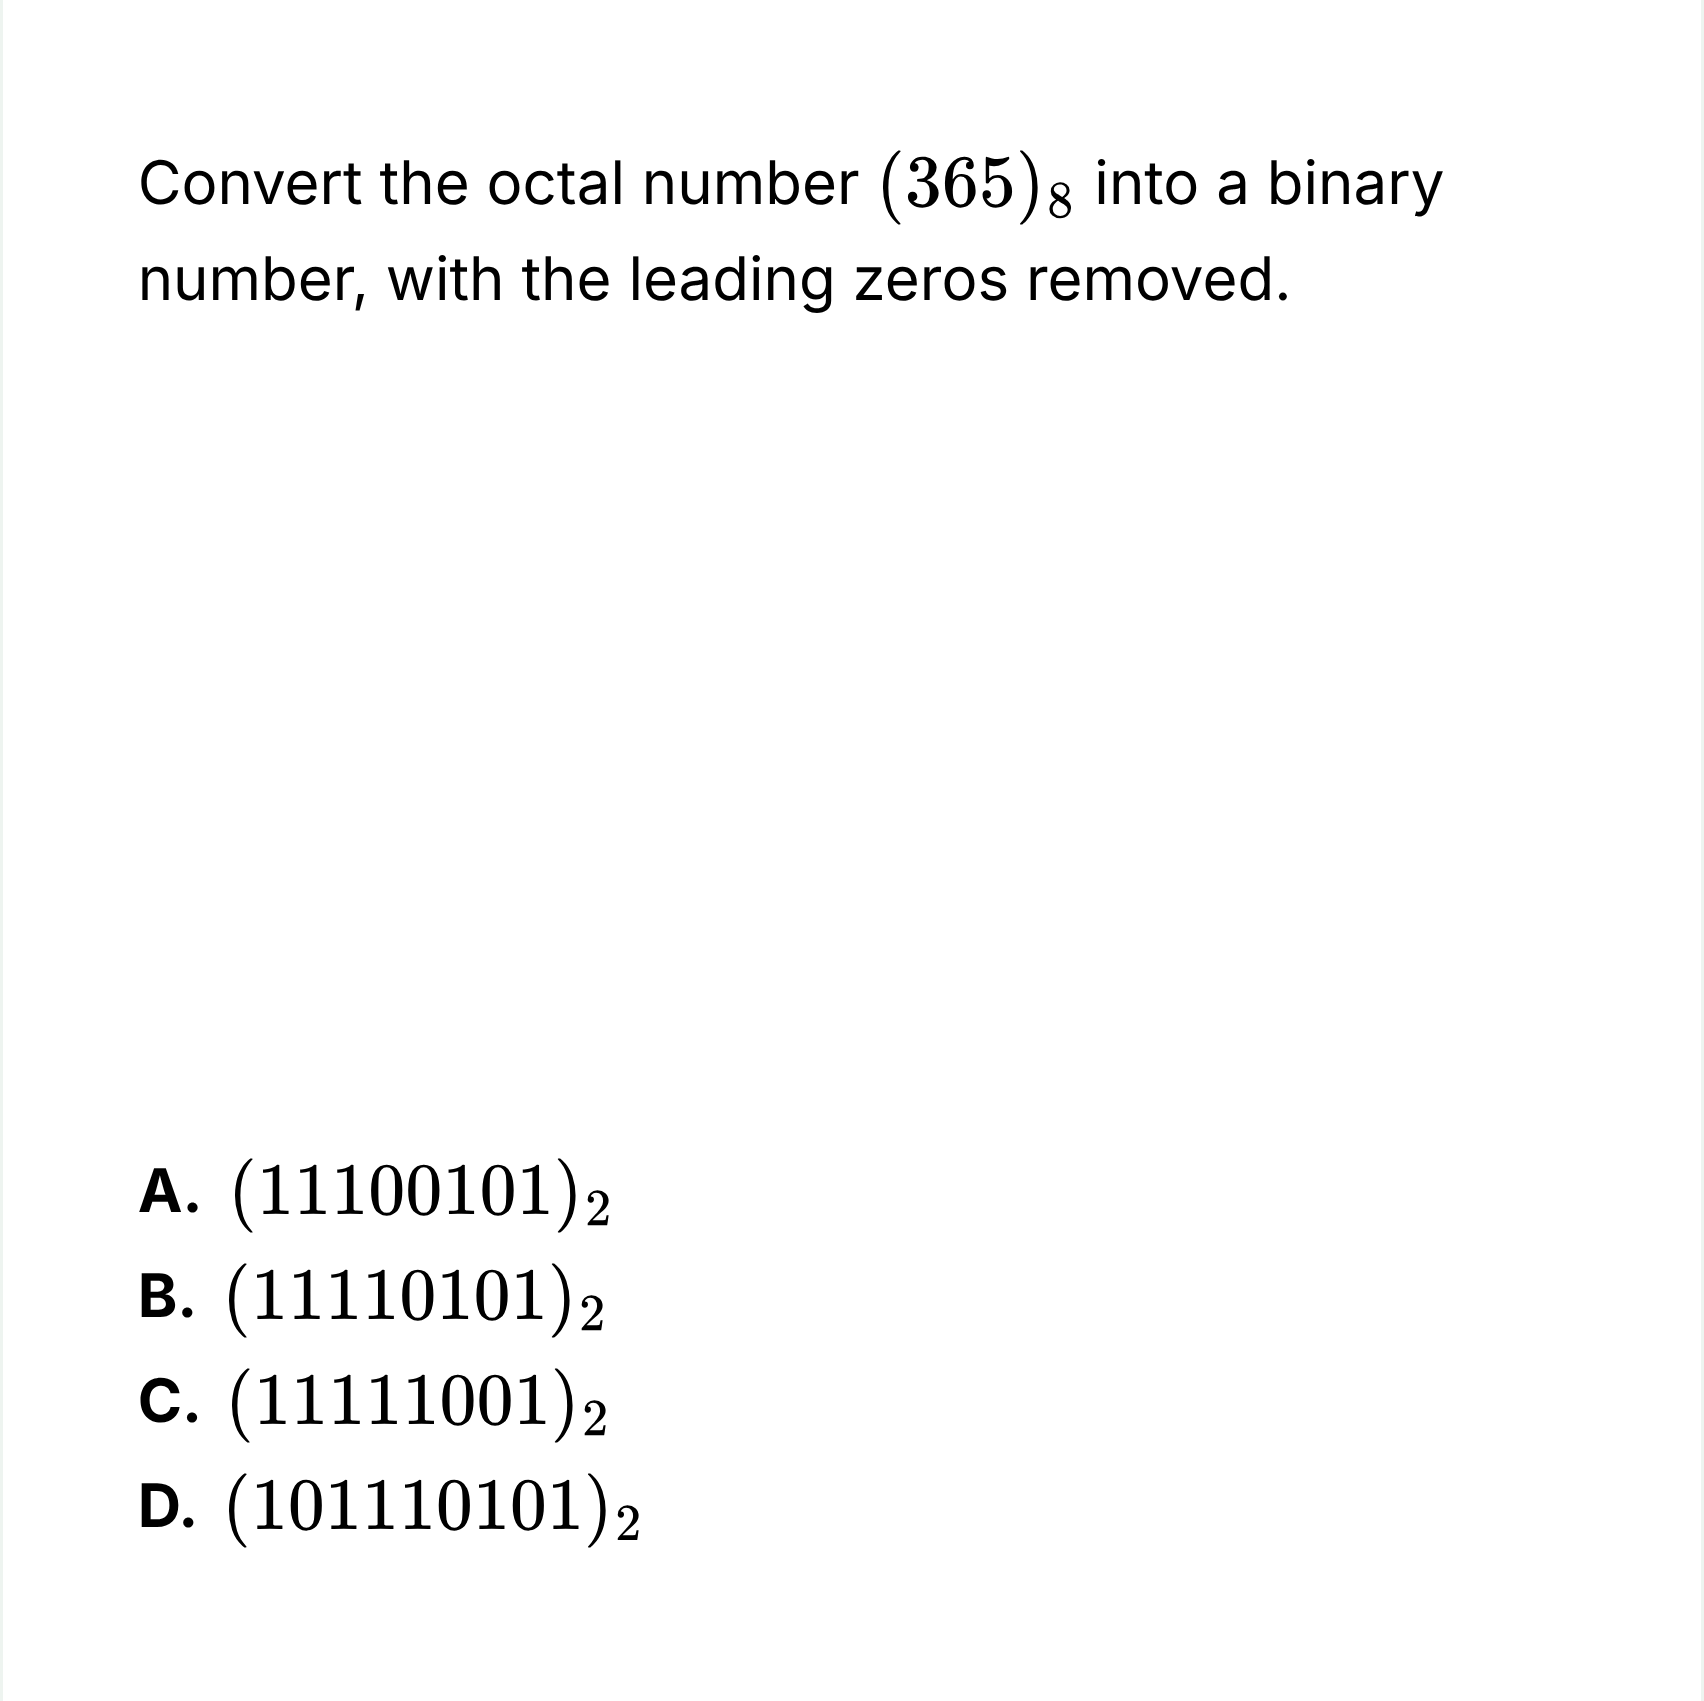 Convert the octal number (365)₈ into a binary
number, with the leading zeros removed.
A. (11100101)₂
B. (11110101)₂
C. (11111001)₂
D. (101110101)₂